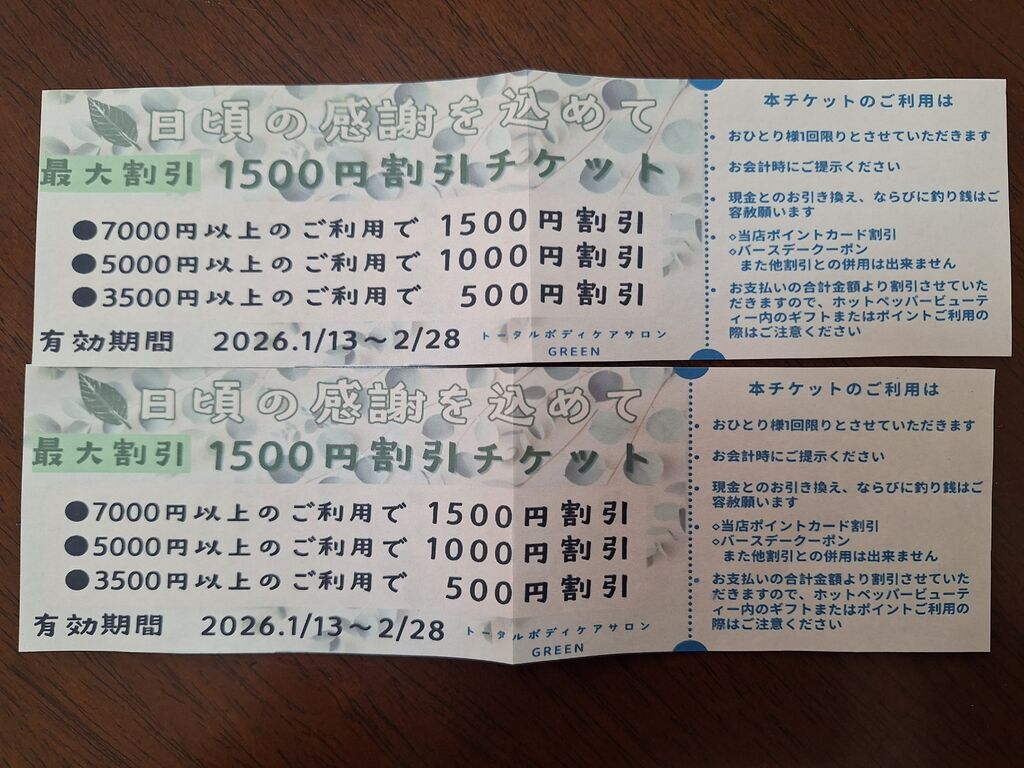 日頃の感謝を込めて
最大割引 1500円割引チケット
●7000円以上のご利用で 1500円割引
●5000円以上のご利用で 1000円割引
●3500円以上のご利用で 500円割引
有効期間 2026.1/13～2/28
トータルボディケアサロン
GREEN
本チケットのご利用は
・おひとり様1回限りとさせていただきます
・お会計時にご提示ください
・現金とのお引き換え、ならびに釣り銭はご
容赦願います
・◇当店ポイントカード割引
◇バースデークーポン
また他割引との併用は出来ません
・お支払いの合計金額より割引させていた
だきますので、ホットペッパービューテ
ィー内のギフトまたはポイントご利用の
際はご注意ください
日頃の感謝を込めて
最大割引 1500円割引チケット
●7000円以上のご利用で 1500円割引
●5000円以上のご利用で 1000円割引
●3500円以上のご利用で 500円割引
有効期間 2026.1/13～2/28
トータルボディケアサロン
GREEN
本チケットのご利用は
・おひとり様1回限りとさせていただきます
・お会計時にご提示ください
・現金とのお引き換え、ならびに釣り銭はご
容赦願います
・◇当店ポイントカード割引
◇バースデークーポン
また他割引との併用は出来ません
・お支払いの合計金額より割引させていた
だきますので、ホットペッパービューテ
ィー内のギフトまたはポイントご利用の
際はご注意ください